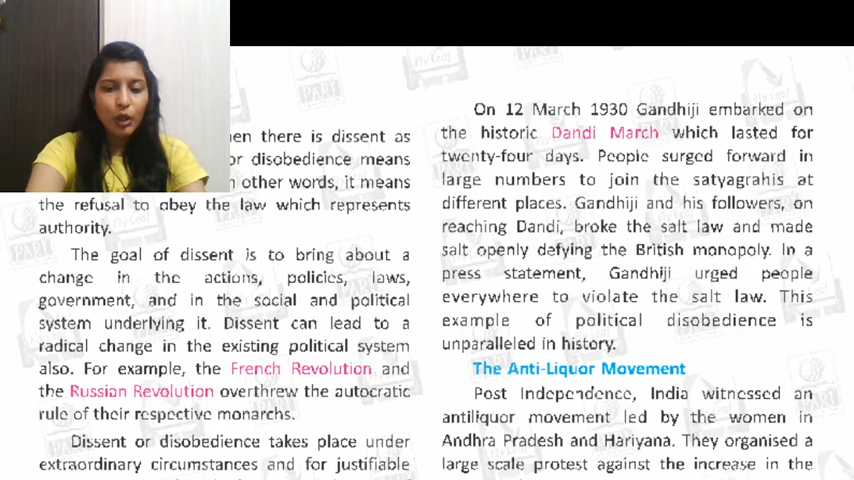 en there is dissent as
or disobedience means
other words, it means
the refusal to obey the law which represents
authority.
The goal of dissent is to bring about a
change in the actions, policies, laws,
government, and in the social and political
system underlying it. Dissent can lead to a
radical change in the existing political system
also. For example, the French Revolution and
the Russian Revolution overthrew the autocratic
rule of their respective monarchs.
Dissent or disobedience takes place under
extraordinary circumstances and for justifiable
On 12 March 1930 Gandhiji embarked on
the historic Dandi March which lasted for
twenty-four days. People surged forward in
large numbers to join the satyagrahis at
different places. Gandhiji and his followers, on
reaching Dandi, broke the salt law and made
salt openly defying the British monopoly. In a
press statement, Gandhiji urged people
everywhere to violate the salt law. This
example of political disobedience is
unparalleled in history.
The Anti-Liquor Movement
Post Independence, India witnessed an
antiliquor movement led by the women in
Andhra Pradesh and Hariyana. They organised a
large scale protest against the increase in the